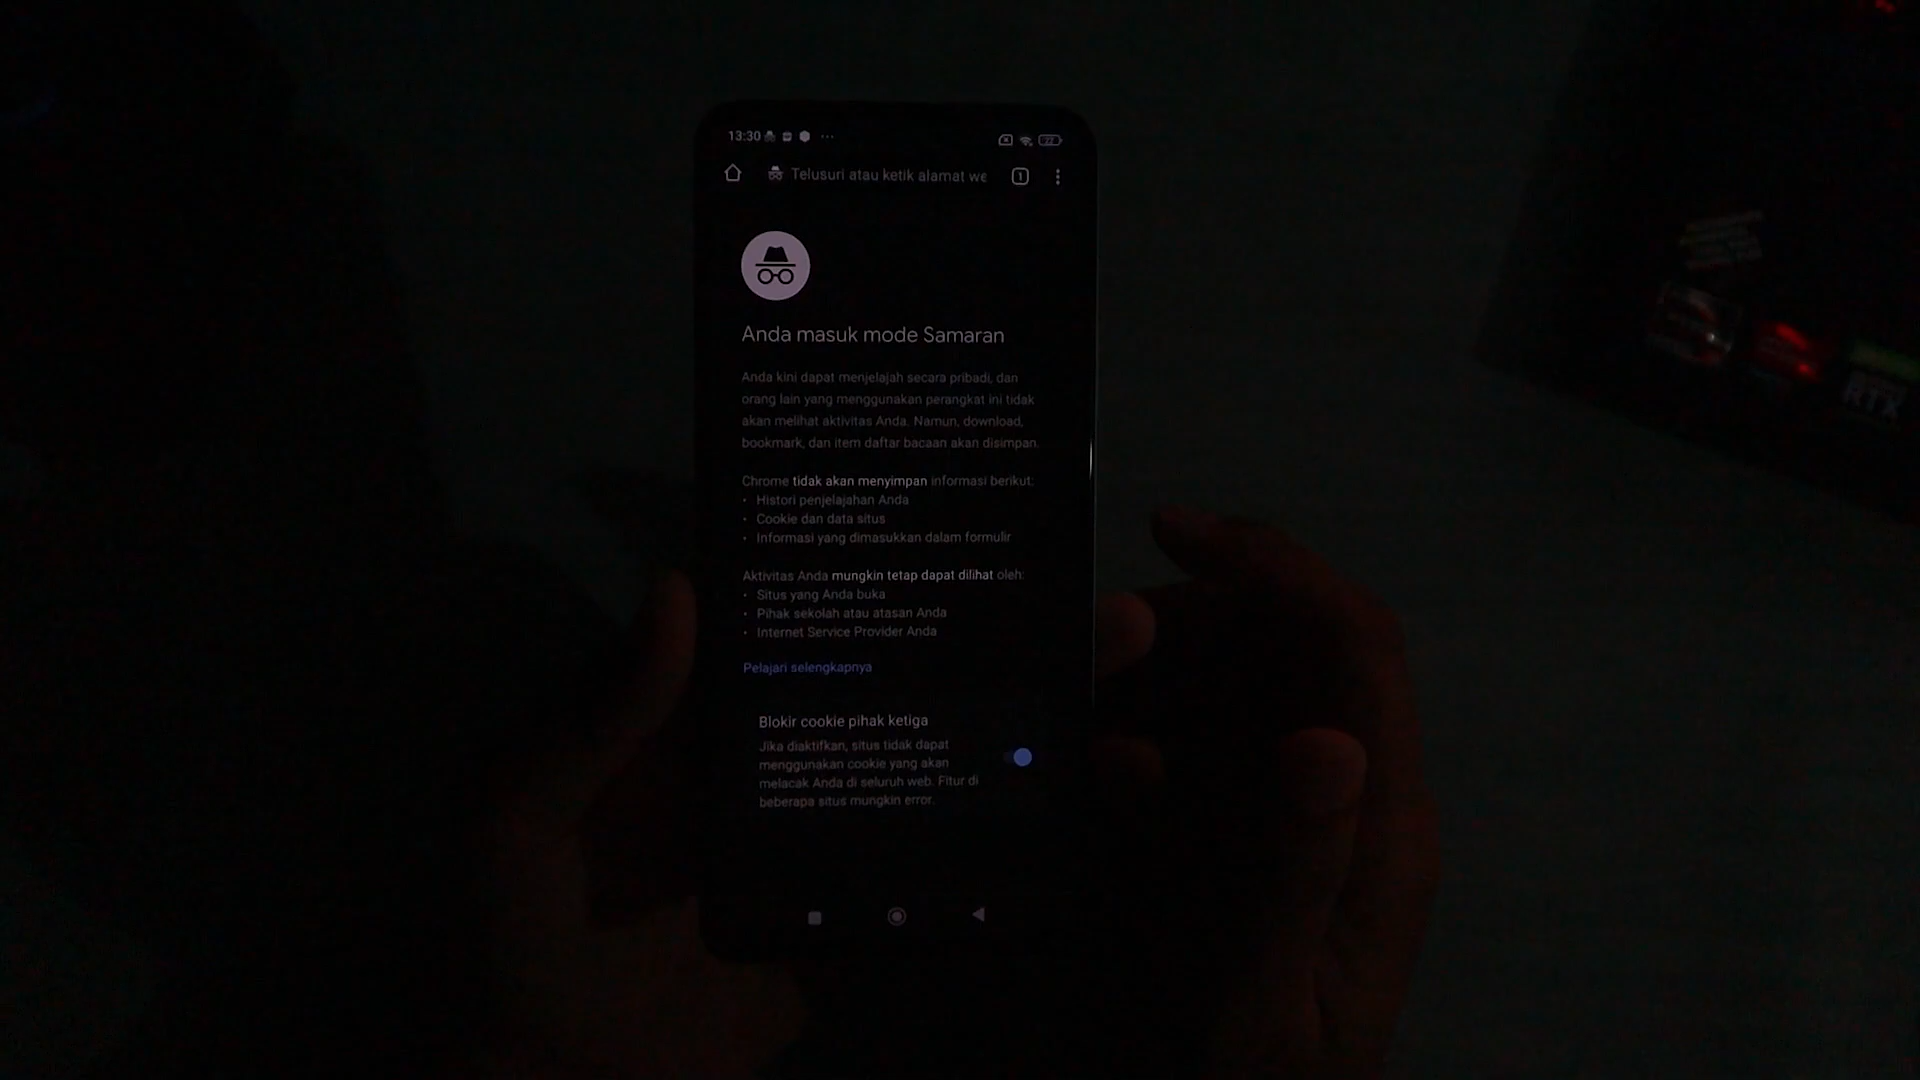 13:30
Telusuri atau ketik alamat we
1
Anda masuk mode Samaran
Anda kini dapat menjelajah secara pribadi, dan
orang lain yang menggunakan perangkat ini tidak
akan melihat aktivitas Anda. Namun, download,
bookmark, dan item daftar bacaan akan disimpan.
Chrome tidak akan menyimpan informasi berikut:
• Histori penjelajahan Anda
• Cookie dan data situs
• Informasi yang dimasukkan dalam formulir
Aktivitas Anda mungkin tetap dapat dilihat oleh:
• Situs yang Anda buka
• Pihak sekolah atau atasan Anda
• Internet Service Provider Anda
Pelajari selengkapnya
Blokir cookie pihak ketiga
Jika diaktifkan, situs tidak dapat
menggunakan cookie yang akan
melacak Anda di seluruh web. Fitur di
beberapa situs mungkin error.
RTX